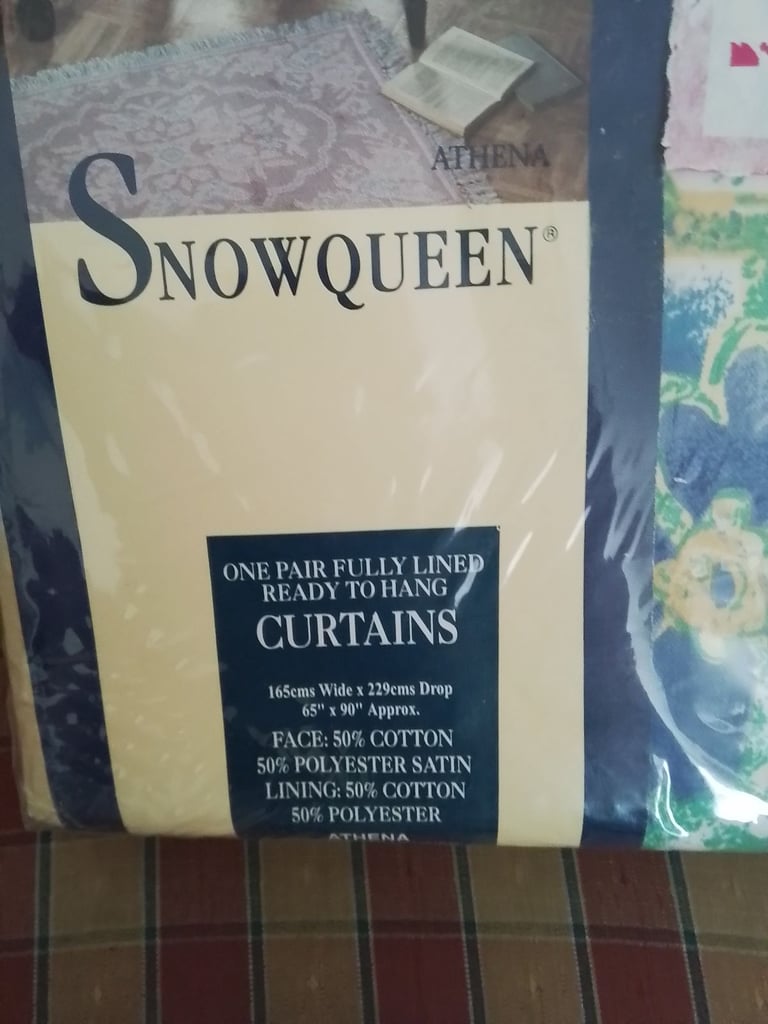 ATHENA
SNOWQUEEN®
ONE PAIR FULLY LINED
READY TO HANG
CURTAINS
165cms Wide x 229cms Drop
65" x 90" Approx.
FACE: 50% COTTON
50% POLYESTER SATIN
LINING: 50% COTTON
50% POLYESTER
ATHENA